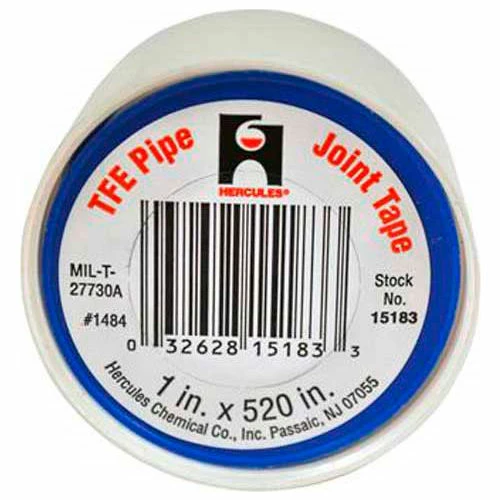 TFE Pipe Joint Tape
HERCULES®
MIL-T-
27730A
#1484
Stock
No.
15183
0 32628 15183 3
1 in. x 520 in.
Hercules Chemical Co., Inc. Passaic, NJ 07055